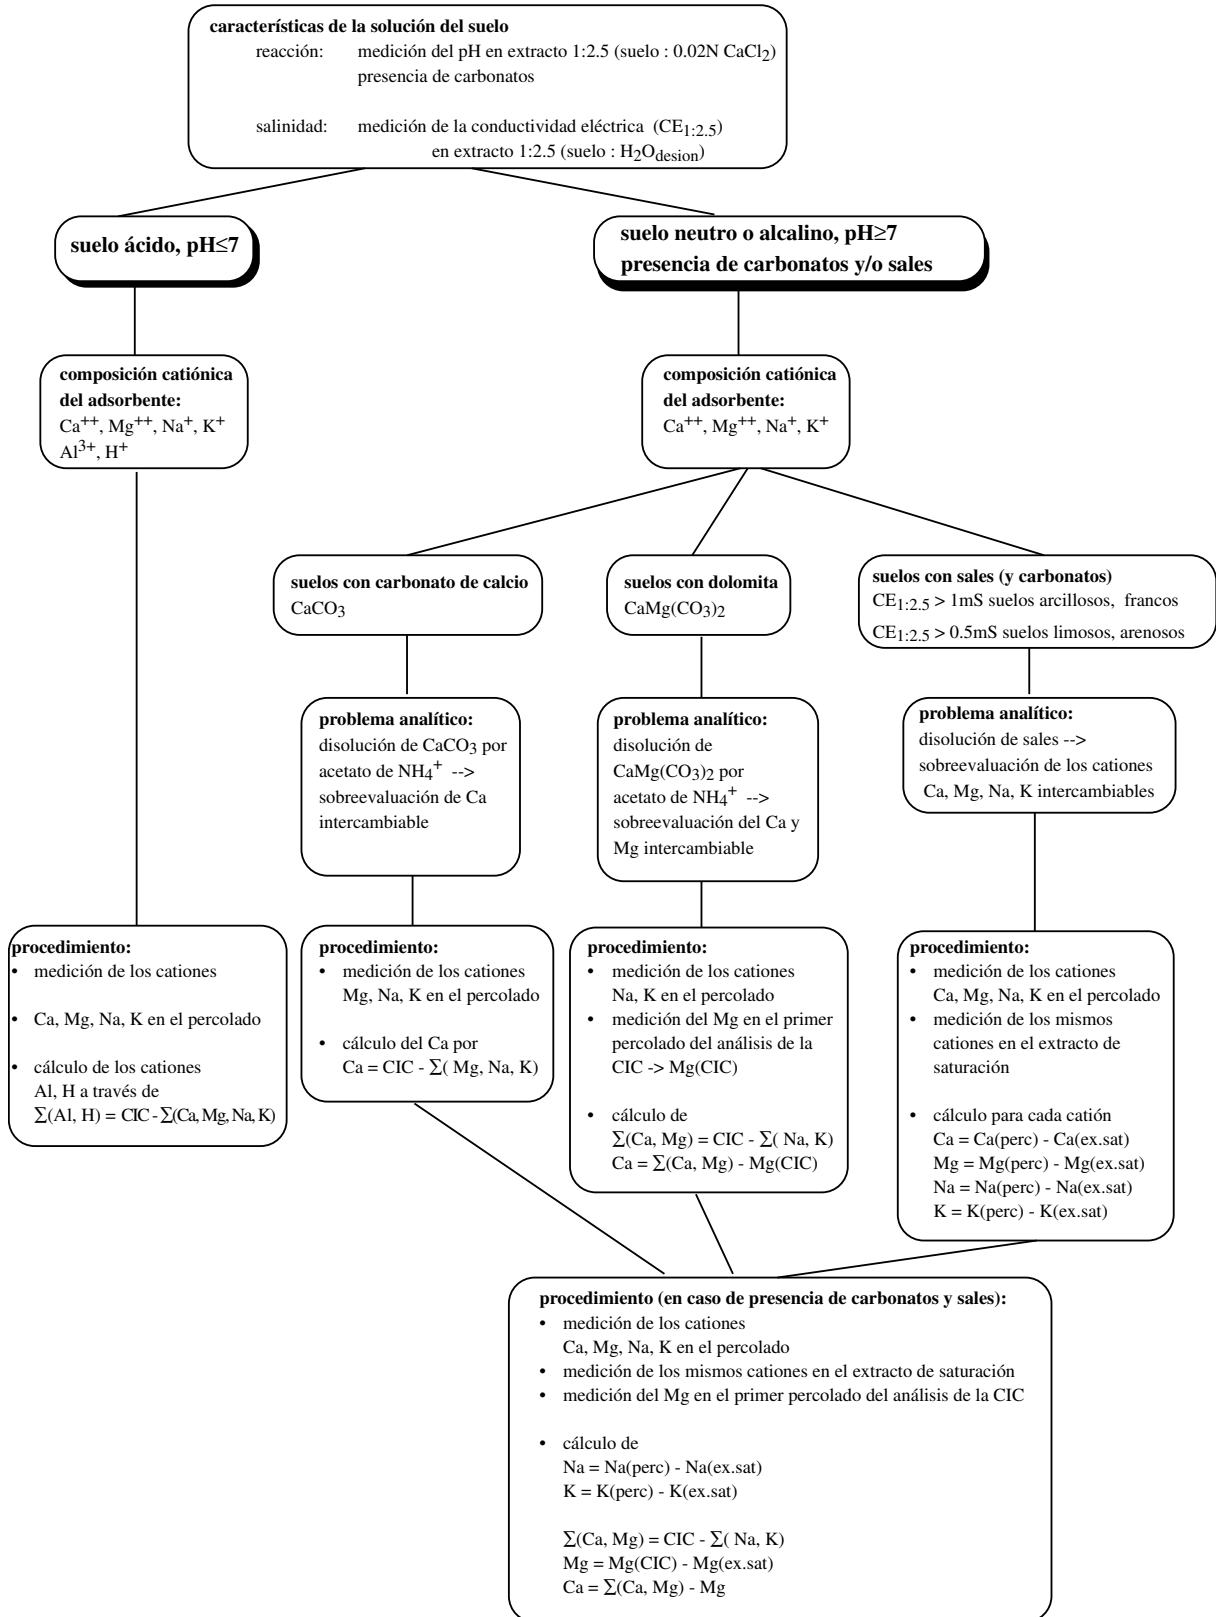 características de la solución del suelo
reacción: medición del pH en extracto 1:2.5 (suelo : 0.02N CaCl2)
presencia de carbonatos
salinidad: medición de la conductividad eléctrica (CE1:2.5)
en extracto 1:2.5 (suelo : H2Odesion)
suelo ácido, pH≤7
suelo neutro o alcalino, pH≥7
presencia de carbonatos y/o sales
composición catiónica
del adsorbente:
Ca++, Mg++, Na+, K+
Al3+, H+
composición catiónica
del adsorbente:
Ca++, Mg++, Na+, K+
suelos con carbonato de calcio
CaCO3
suelos con dolomita
CaMg(CO3)2
suelos con sales (y carbonatos)
CE1:2.5 > 1mS suelos arcillosos, francos
CE1:2.5 > 0.5mS suelos limosos, arenosos
problema analítico:
disolución de CaCO3 por
acetato de NH4+ -->
sobreevaluación de Ca
intercambiable
problema analítico:
disolución de
CaMg(CO3)2 por
acetato de NH4+ -->
sobreevaluación del Ca y
Mg intercambiable
problema analítico:
disolución de sales -->
sobreevaluación de los cationes
Ca, Mg, Na, K intercambiables
procedimiento:
• medición de los cationes
• Ca, Mg, Na, K en el percolado
• cálculo de los cationes
Al, H a través de
∑(Al, H) = CIC - ∑(Ca, Mg, Na, K)
procedimiento:
• medición de los cationes
Mg, Na, K en el percolado
• cálculo del Ca por
Ca = CIC - ∑( Mg, Na, K)
procedimiento:
• medición de los cationes
Na, K en el percolado
• medición del Mg en el primer
percolado del análisis de la
CIC -> Mg(CIC)
• cálculo de
∑(Ca, Mg) = CIC - ∑( Na, K)
Ca = ∑(Ca, Mg) - Mg(CIC)
procedimiento:
• medición de los cationes
Ca, Mg, Na, K en el percolado
• medición de los mismos
cationes en el extracto de
saturación
• cálculo para cada catión
Ca = Ca(perc) - Ca(ex.sat)
Mg = Mg(perc) - Mg(ex.sat)
Na = Na(perc) - Na(ex.sat)
K = K(perc) - K(ex.sat)
procedimiento (en caso de presencia de carbonatos y sales):
• medición de los cationes
Ca, Mg, Na, K en el percolado
• medición de los mismos cationes en el extracto de saturación
• medición del Mg en el primer percolado del análisis de la CIC
• cálculo de
Na = Na(perc) - Na(ex.sat)
K = K(perc) - K(ex.sat)
∑(Ca, Mg) = CIC - ∑( Na, K)
Mg = Mg(CIC) - Mg(ex.sat)
Ca = ∑(Ca, Mg) - Mg